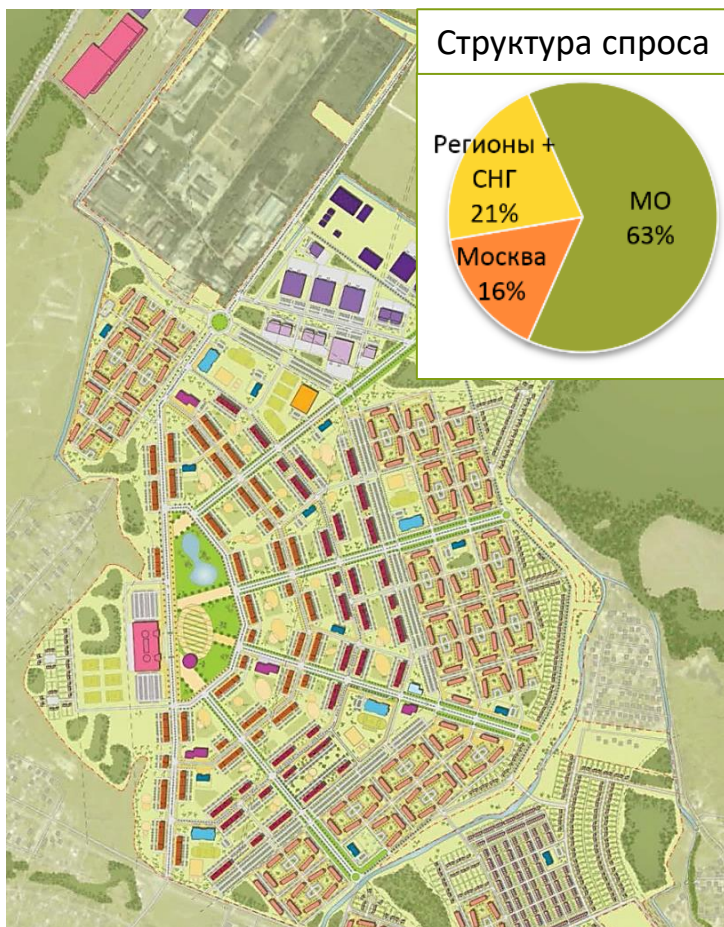 Структура спроса
Регионы +
СНГ
21%
МО
63%
Москва
16%